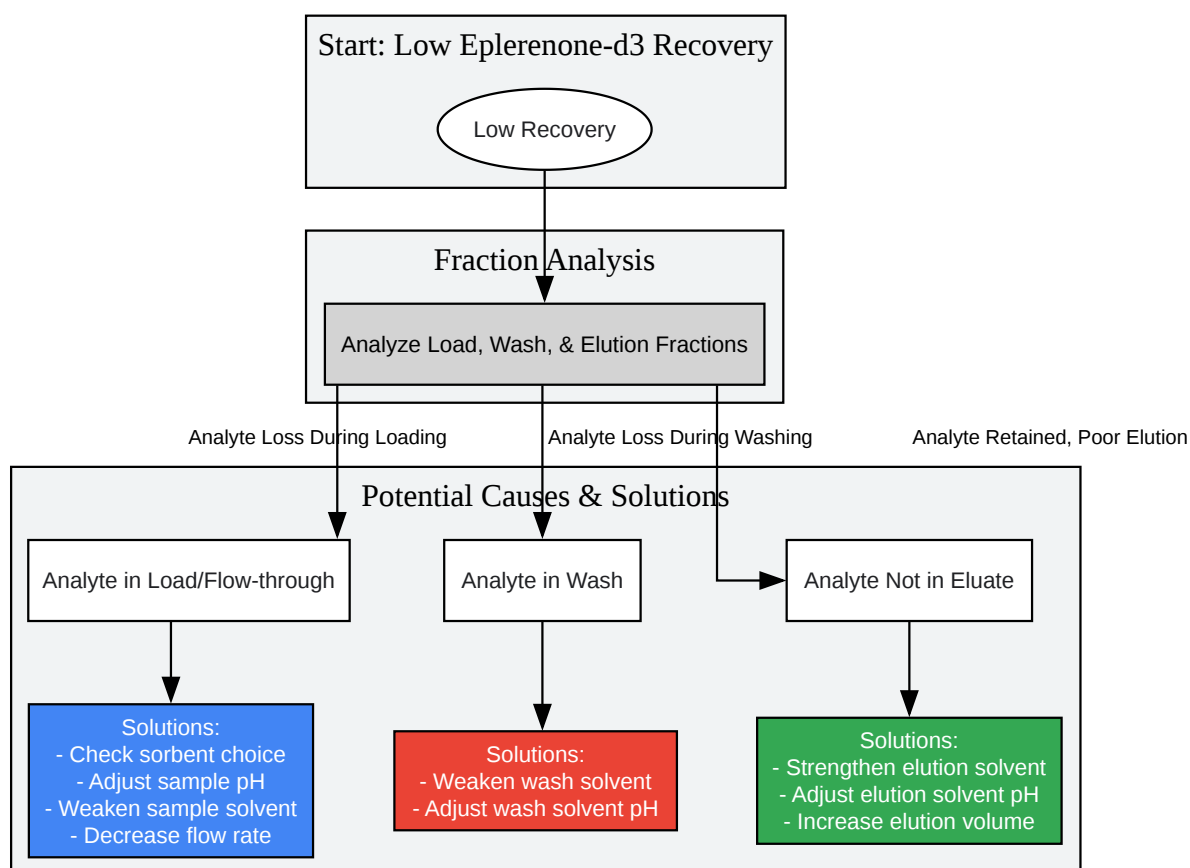 Start: Low Eplerenone-d3 Recovery
Low Recovery
Fraction Analysis
Analyze Load, Wash, & Elution Fractions
Analyte Loss During Loading
Analyte Loss During Washing
Analyte Retained, Poor Elution
Potential Causes & Solutions
Analyte in Load/Flow-through
Analyte in Wash
Analyte Not in Eluate
Solutions:
- Check sorbent choice
- Adjust sample pH
- Weaken sample solvent
- Decrease flow rate
Solutions:
- Weaken wash solvent
- Adjust wash solvent pH
Solutions:
- Strengthen elution solvent
- Adjust elution solvent pH
- Increase elution volume